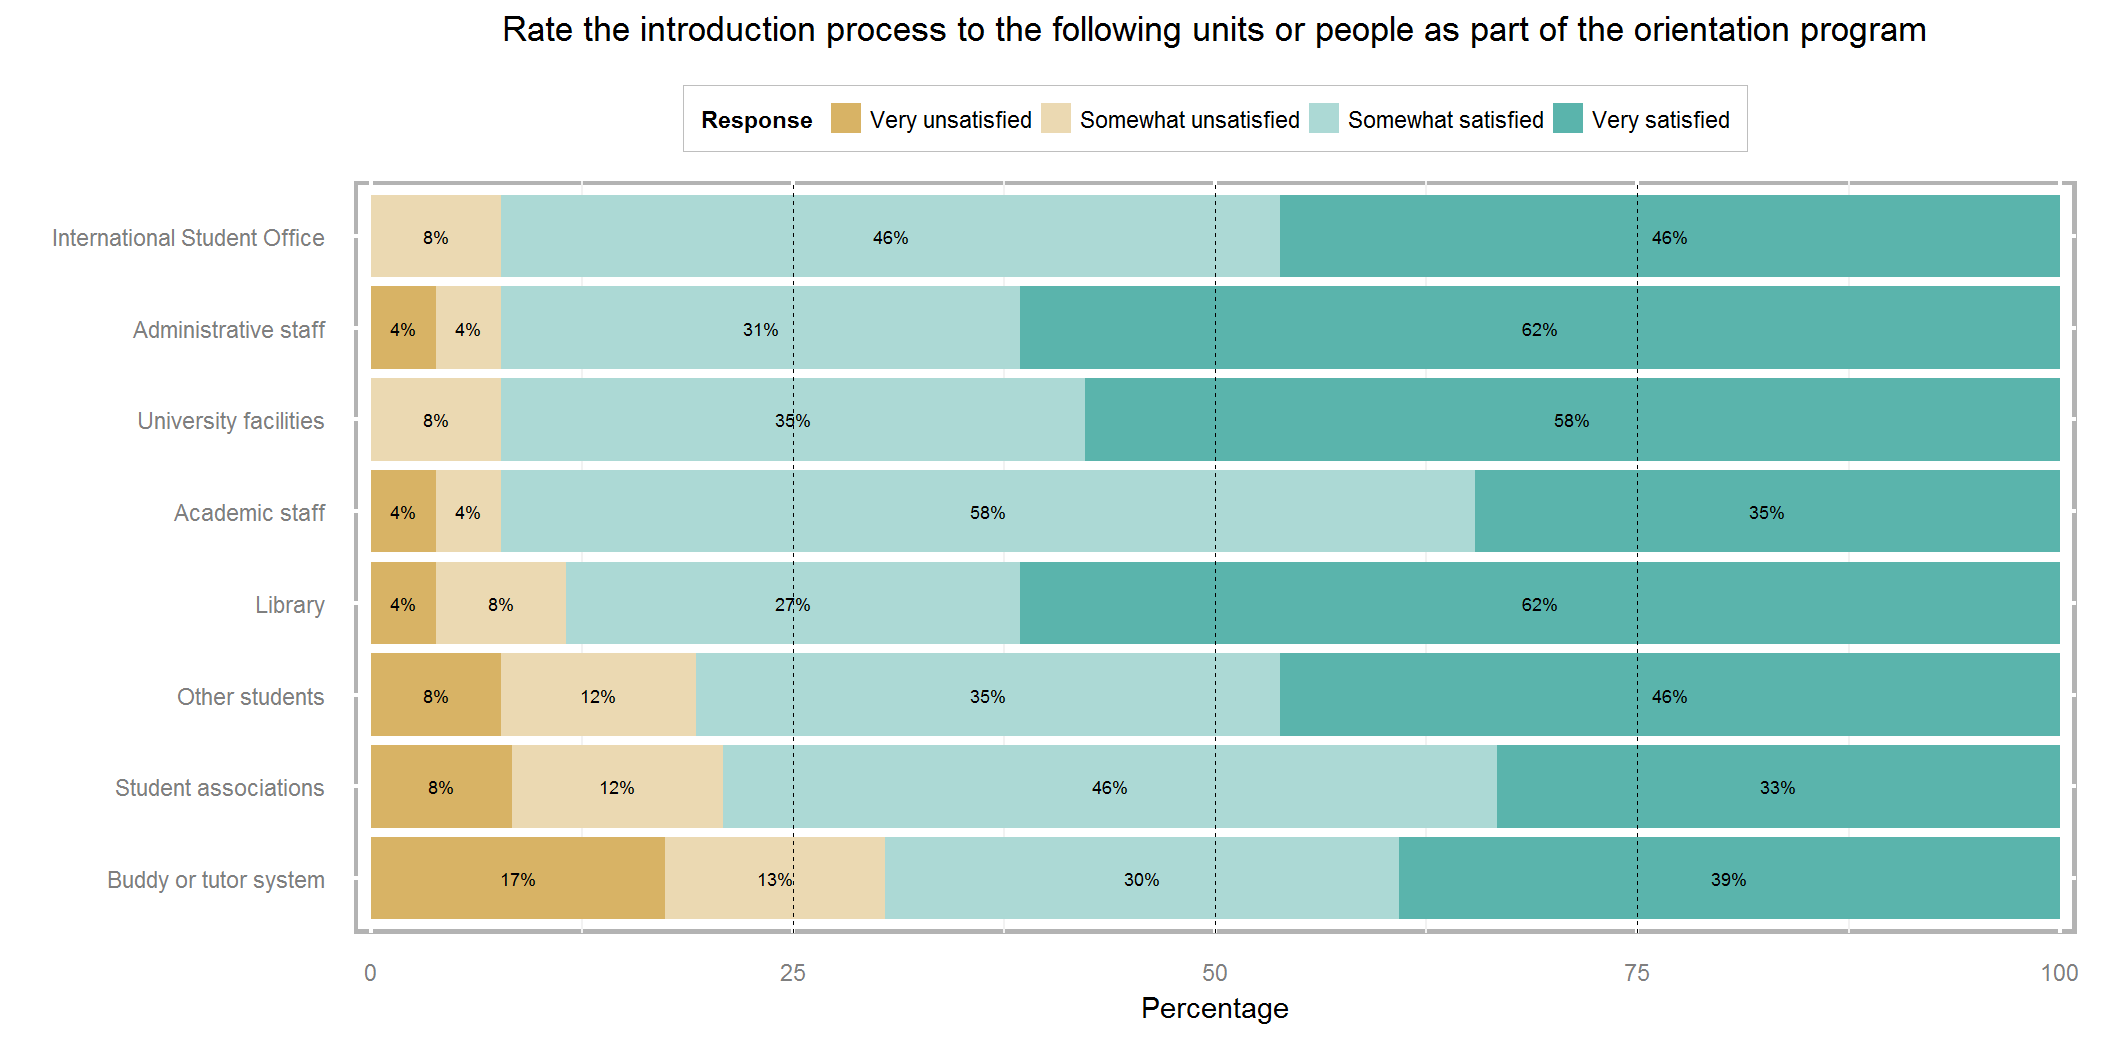 Rate the introduction process to the following units or people as part of the orientation program
Response Very unsatisfied Somewhat unsatisfied Somewhat satisfied Very satisfied
International Student Office 8% 46% 46%
Administrative staff 4% 4% 31% 62%
University facilities 8% 35% 58%
Academic staff 4% 4% 58% 35%
Library 4% 8% 27% 62%
Other students 8% 12% 35% 46%
Student associations 8% 12% 46% 33%
Buddy or tutor system 17% 13% 30% 39%
0 25 50 75 100
Percentage